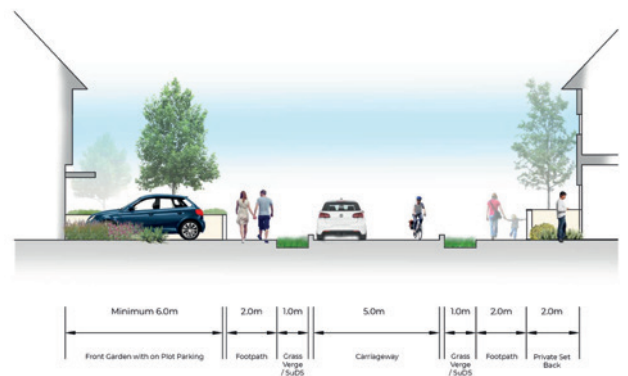 Minimum 6.0m 2.0m 1.0m 5.0m 1.0m 2.0m 2.0m
Front Garden with on Plot Parking Footpath Grass Verge / SuDS Carriageway Grass Verge / SuDS Footpath Private Set Back